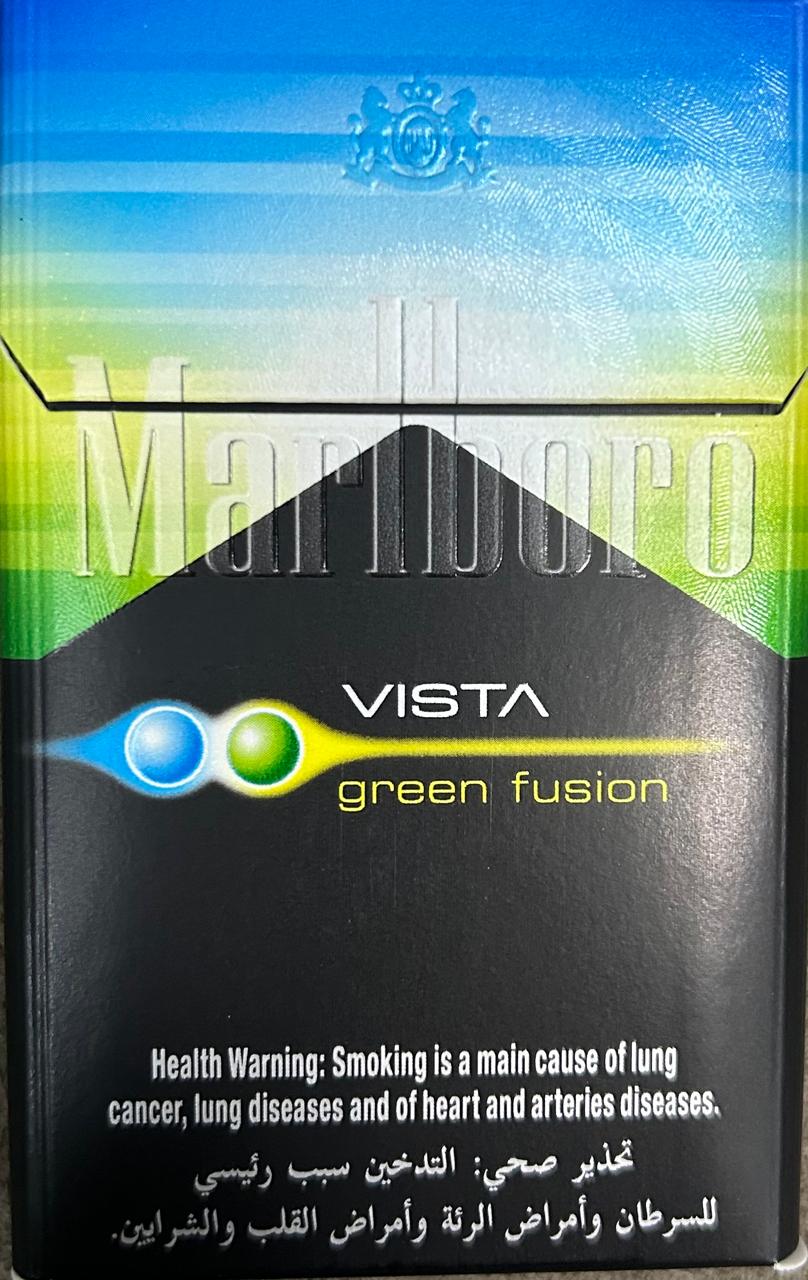 Marlboro
VISTA
green fusion
Health Warning: Smoking is a main cause of lung
cancer, lung diseases and of heart and arteries diseases.
تحذير صحي: التدخين سبب رئيسي
للسرطان وأمراض الرئة وأمراض القلب والشرايين.